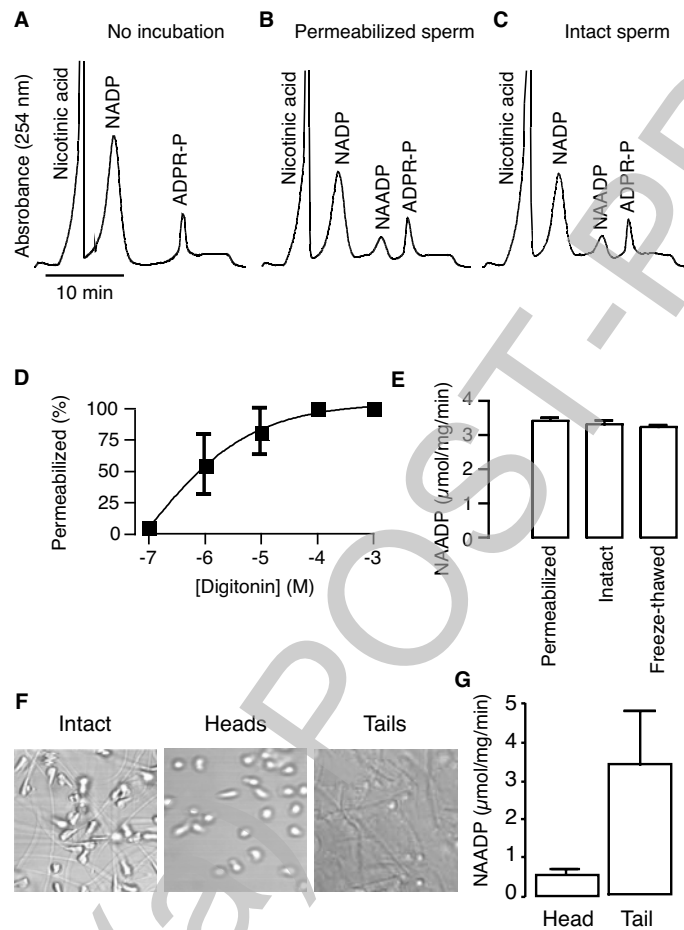 A
No incubation
Absrobance (254 nm)
Nicotinic acid
NADP
ADPR-P
10 min
B
Permeabilized sperm
Nicotinic acid
NADP
NAADP
ADPR-P
C
Intact sperm
Nicotinic acid
NADP
NAADP
ADPR-P
D
Permeabilized (%)
100
75
50
25
0
-7 -6 -5 -4 -3
[Digitonin] (M)
E
NAADP (µmol/mg/min)
4
3
2
1
0
Permeabilized
Inatact
Freeze-thawed
F
Intact
Heads
Tails
G
NAADP (µmol/mg/min)
5
4
3
2
1
0
Head Tail
POST-PR